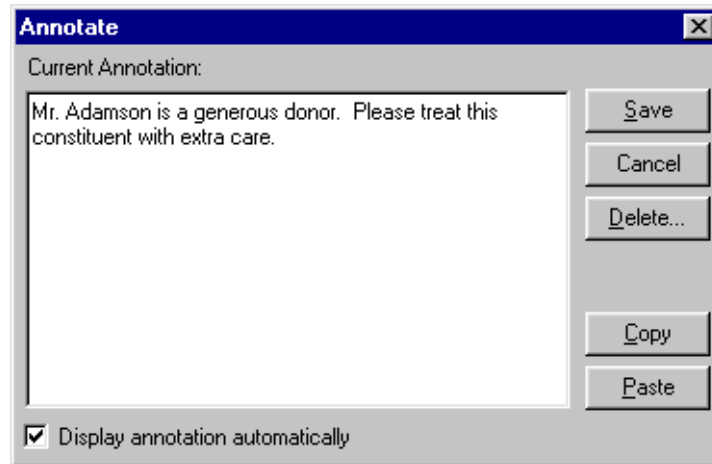 Annotate
Current Annotation:
Mr. Adamson is a generous donor.  Please treat this
constituent with extra care.
Save
Cancel
Delete...
Copy
Paste
Display annotation automatically